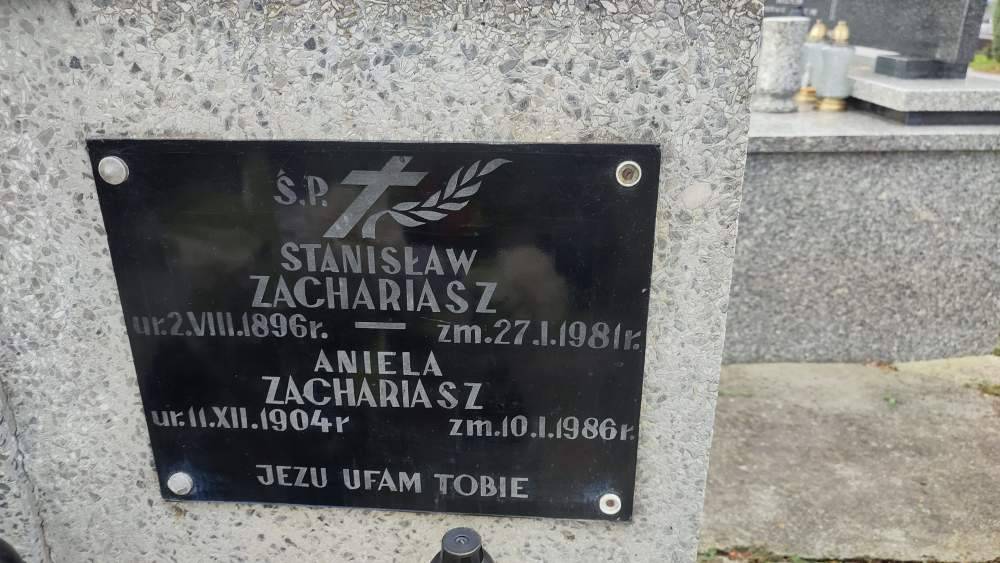 Ś.P.
STANISŁAW
ZACHARIASZ
ur.2.VIII.1896r. — zm.27.I.1981r.
ANIELA
ZACHARIASZ
ur.11.XII.1904r zm.10.I.1986r.
JEZU UFAM TOBIE